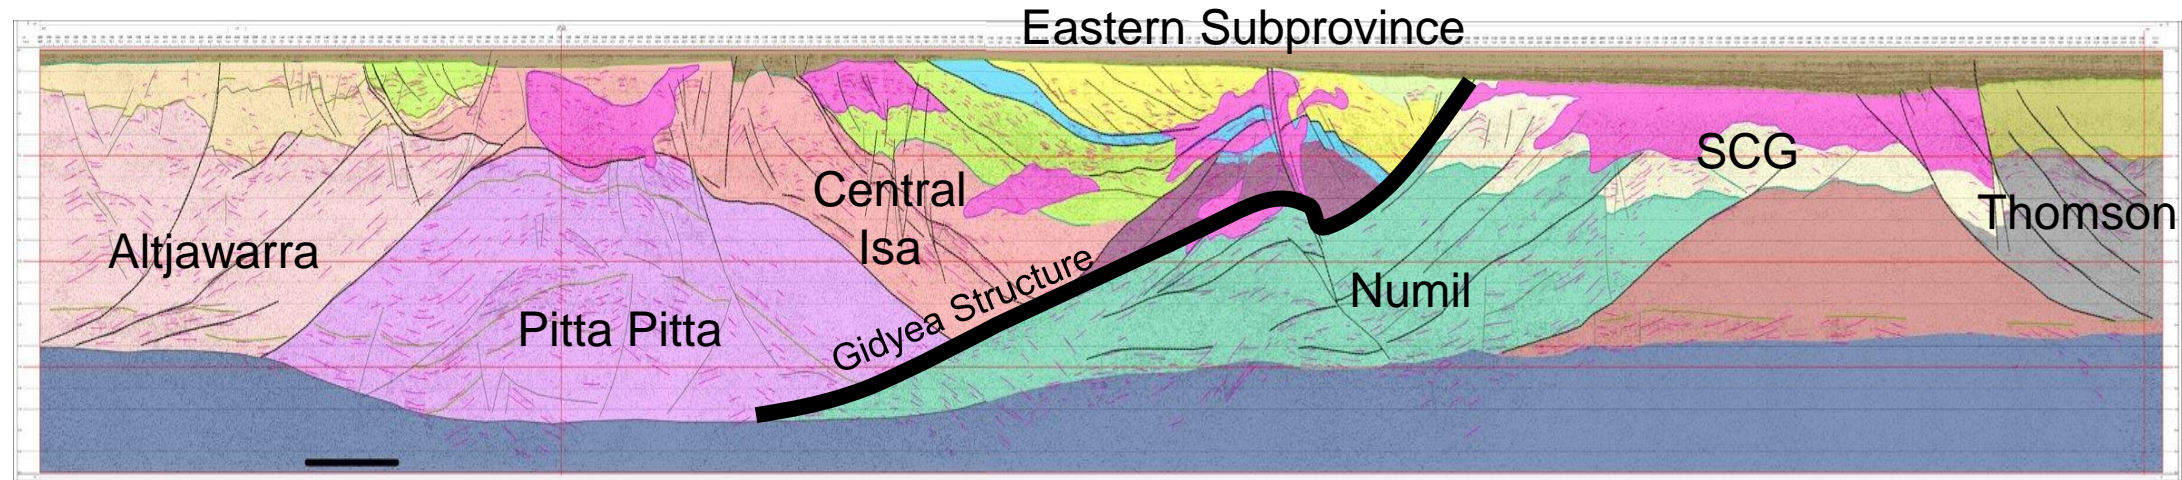 Eastern Subprovince
SCG
Central
Isa
Thomson
Altjawarra
Gidyea Structure
Numil
Pitta Pitta